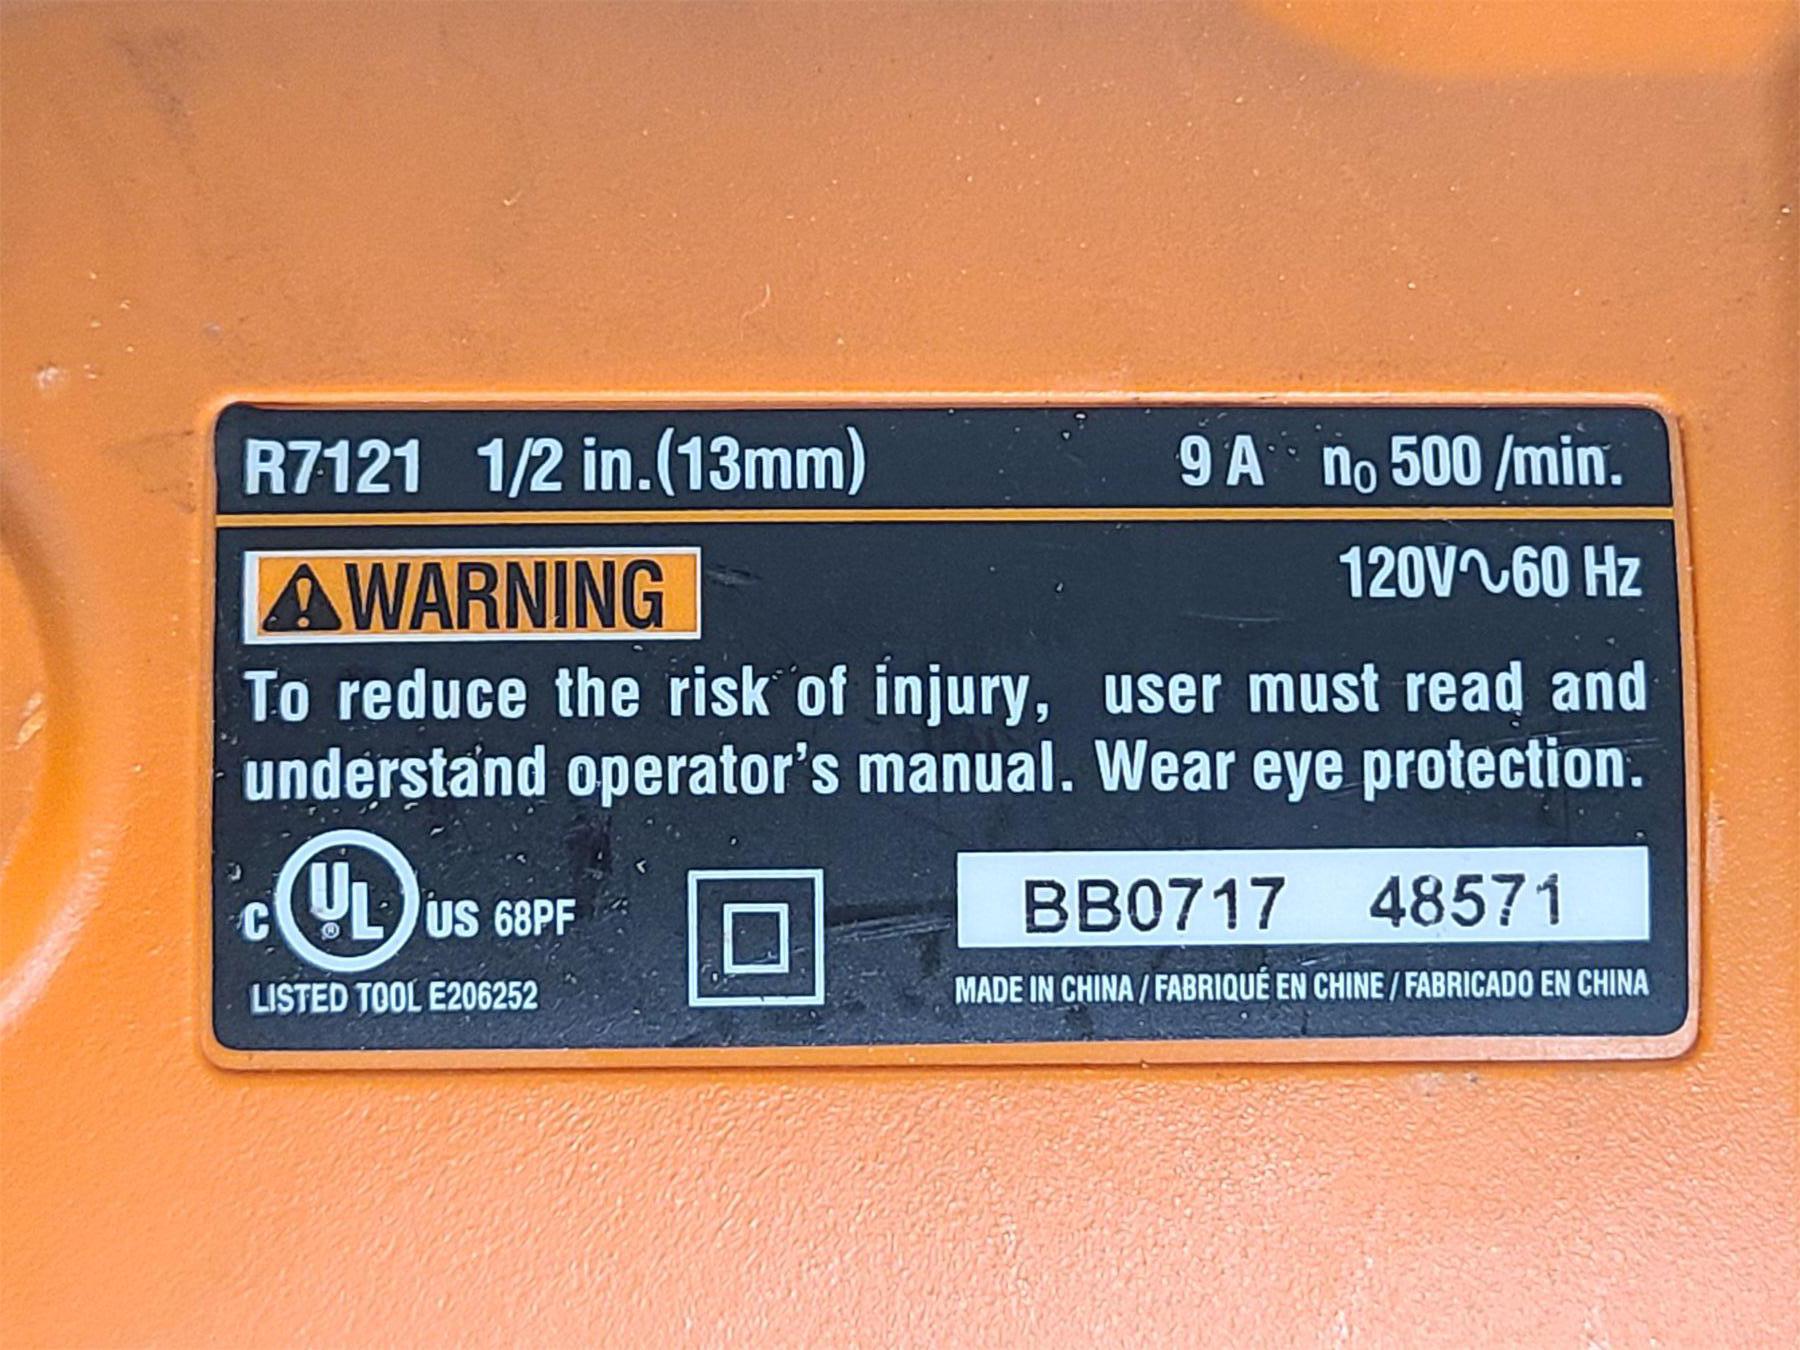 R7121 1/2 in.(13mm) 9 A n₀ 500 /min.
WARNING
120V∿60 Hz
To reduce the risk of injury, user must read and
understand operator's manual. Wear eye protection.
C UL® US 68PF
LISTED TOOL E206252
BB0717 48571
MADE IN CHINA / FABRIQUÉ EN CHINE / FABRICADO EN CHINA